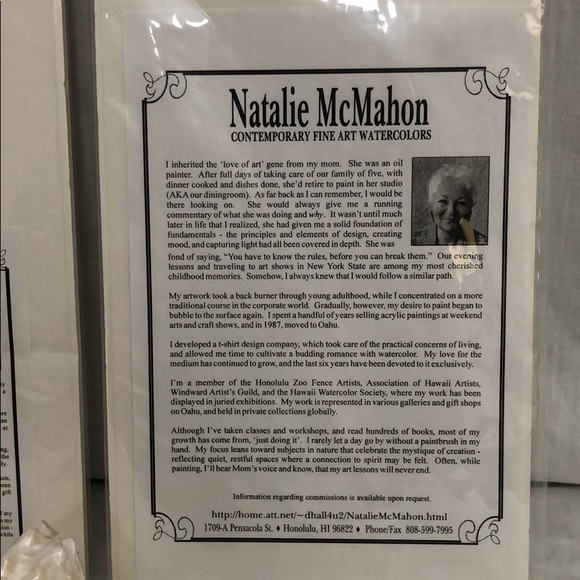 Natalie McMahon
CONTEMPORARY FINE ART WATERCOLORS
I inherited the 'love of art' gene from my mom. She was an oil
painter. After full days of taking care of our family of five, with
dinner cooked and dishes done, she'd retire to paint in her studio
(AKA our diningroom). As far back as I can remember, I would be
there looking on. She would always give me a running
commentary of what she was doing and why. It wasn't until much
later in life that I realized, she had given me a solid foundation of
fundamentals - the principles and elements of design, creating
mood, and capturing light had all been covered in depth. She was
fond of saying, "You have to know the rules, before you can break them." Our evening
lessons and traveling to art shows in New York State are among my most cherished
childhood memories. Somehow, I always knew that I would follow a similar path.
My artwork took a back burner through young adulthood, while I concentrated on a more
traditional course in the corporate world. Gradually, however, my desire to paint began to
bubble to the surface again. I spent a handful of years selling acrylic paintings at weekend
arts and craft shows, and in 1987, moved to Oahu.
I developed a t-shirt design company, which took care of the practical concerns of living,
and allowed me time to cultivate a budding romance with watercolor. My love for the
medium has continued to grow, and the last six years have been devoted to it exclusively.
I'm a member of the Honolulu Zoo Fence Artists, Association of Hawaii Artists,
Windward Artist's Guild, and the Hawaii Watercolor Society, where my work has been
displayed in juried exhibitions. My work is represented in various galleries and gift shops
on Oahu, and held in private collections globally.
Although I've taken classes and workshops, and read hundreds of books, most of my
growth has come from, 'just doing it'. I rarely let a day go by without a paintbrush in my
hand. My focus leans toward subjects in nature that celebrate the mystique of creation -
reflecting quiet, restful spaces where a connection to spirit may be felt. Often, while
painting, I'll hear Mom's voice and know, that my art lessons will never end.
Information regarding commissions is available upon request.
http://home.att.net/~dhall4u2/NatalieMcMahon.html
1709-A Pensacola St. ♦ Honolulu, HI 96822 ♦ Phone/Fax 808-599-7995